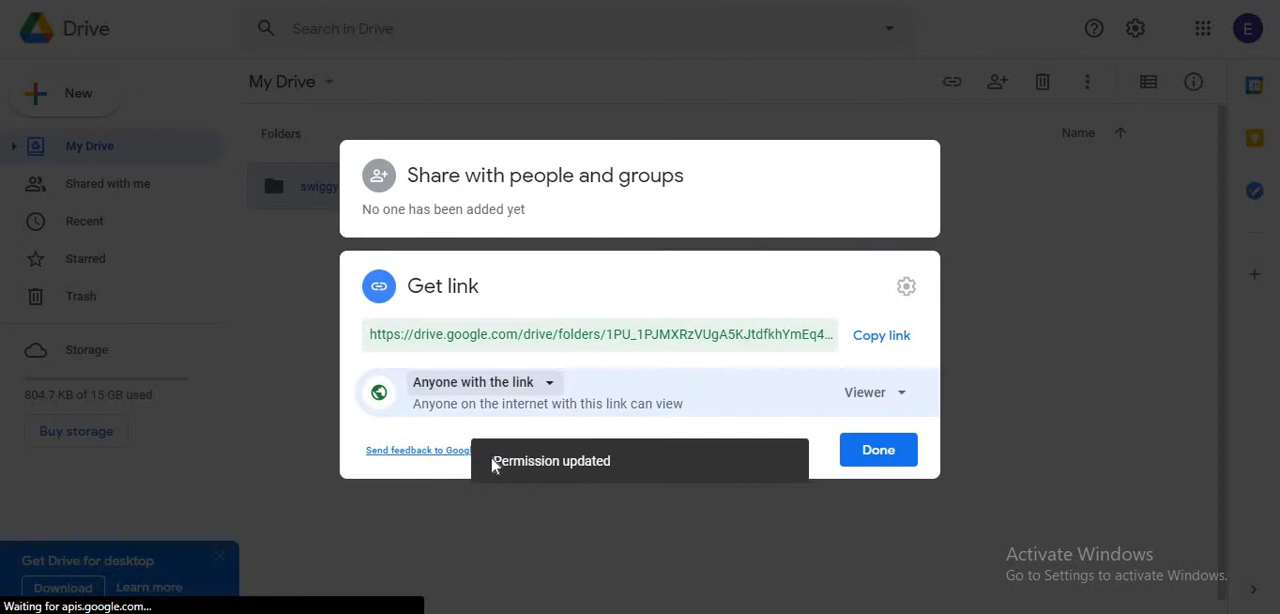 Drive
Search in Drive
E
New
My Drive
Folders
Name
My Drive
Shared with me
swiggy
Recent
Starred
Trash
Storage
804.7 KB of 15 GB used
Buy storage
Share with people and groups
No one has been added yet
Get link
https://drive.google.com/drive/folders/1PU_1PJMXRzVUgA5KJtdfkhYmEq4...
Copy link
Anyone with the link
Anyone on the internet with this link can view
Viewer
Send feedback to Goog
Permission updated
Done
Get Drive for desktop
Download
Learn more
Activate Windows
Go to Settings to activate Windows.
Waiting for apis.google.com...